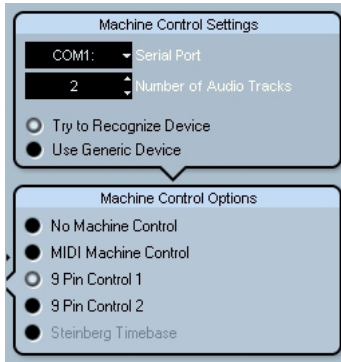 Machine Control Settings
COM1: Serial Port
2 Number of Audio Tracks
Try to Recognize Device
Use Generic Device
Machine Control Options
No Machine Control
MIDI Machine Control
9 Pin Control 1
9 Pin Control 2
Steinberg Timebase